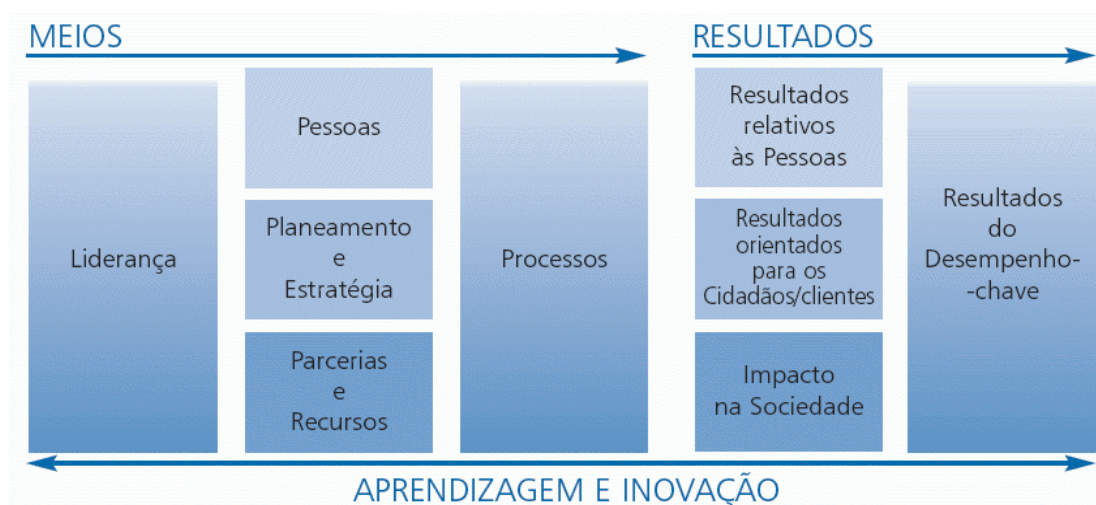 MEIOS
RESULTADOS
Liderança
Pessoas
Planeamento
e
Estratégia
Parcerias
e
Recursos
Processos
Resultados
relativos
às Pessoas
Resultados
orientados
para os
Cidadãos/clientes
Impacto
na Sociedade
Resultados
do
Desempenho-
-chave
APRENDIZAGEM E INOVAÇÃO